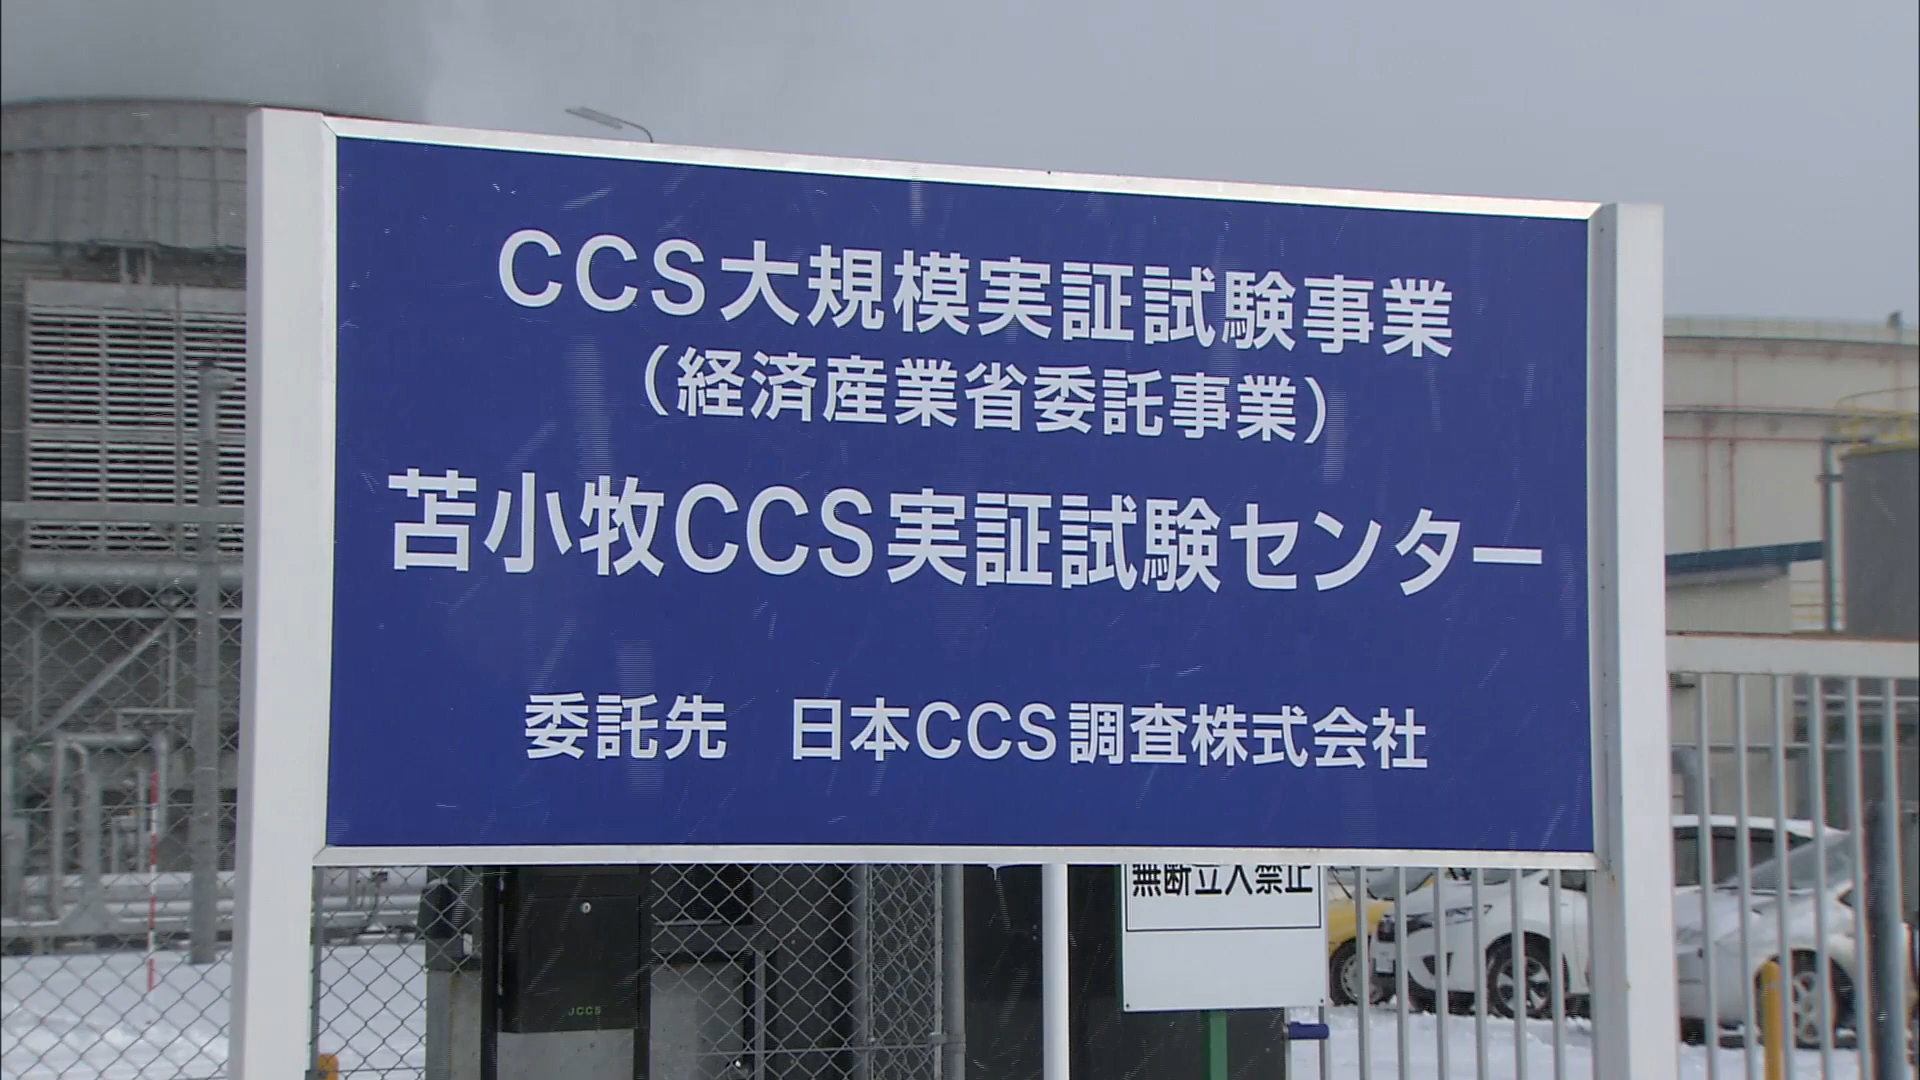 CCS大規模実証試験事業
（経済産業省委託事業）
苫小牧CCS実証試験センター
委託先　日本CCS調査株式会社
無断立入禁止
JCCS